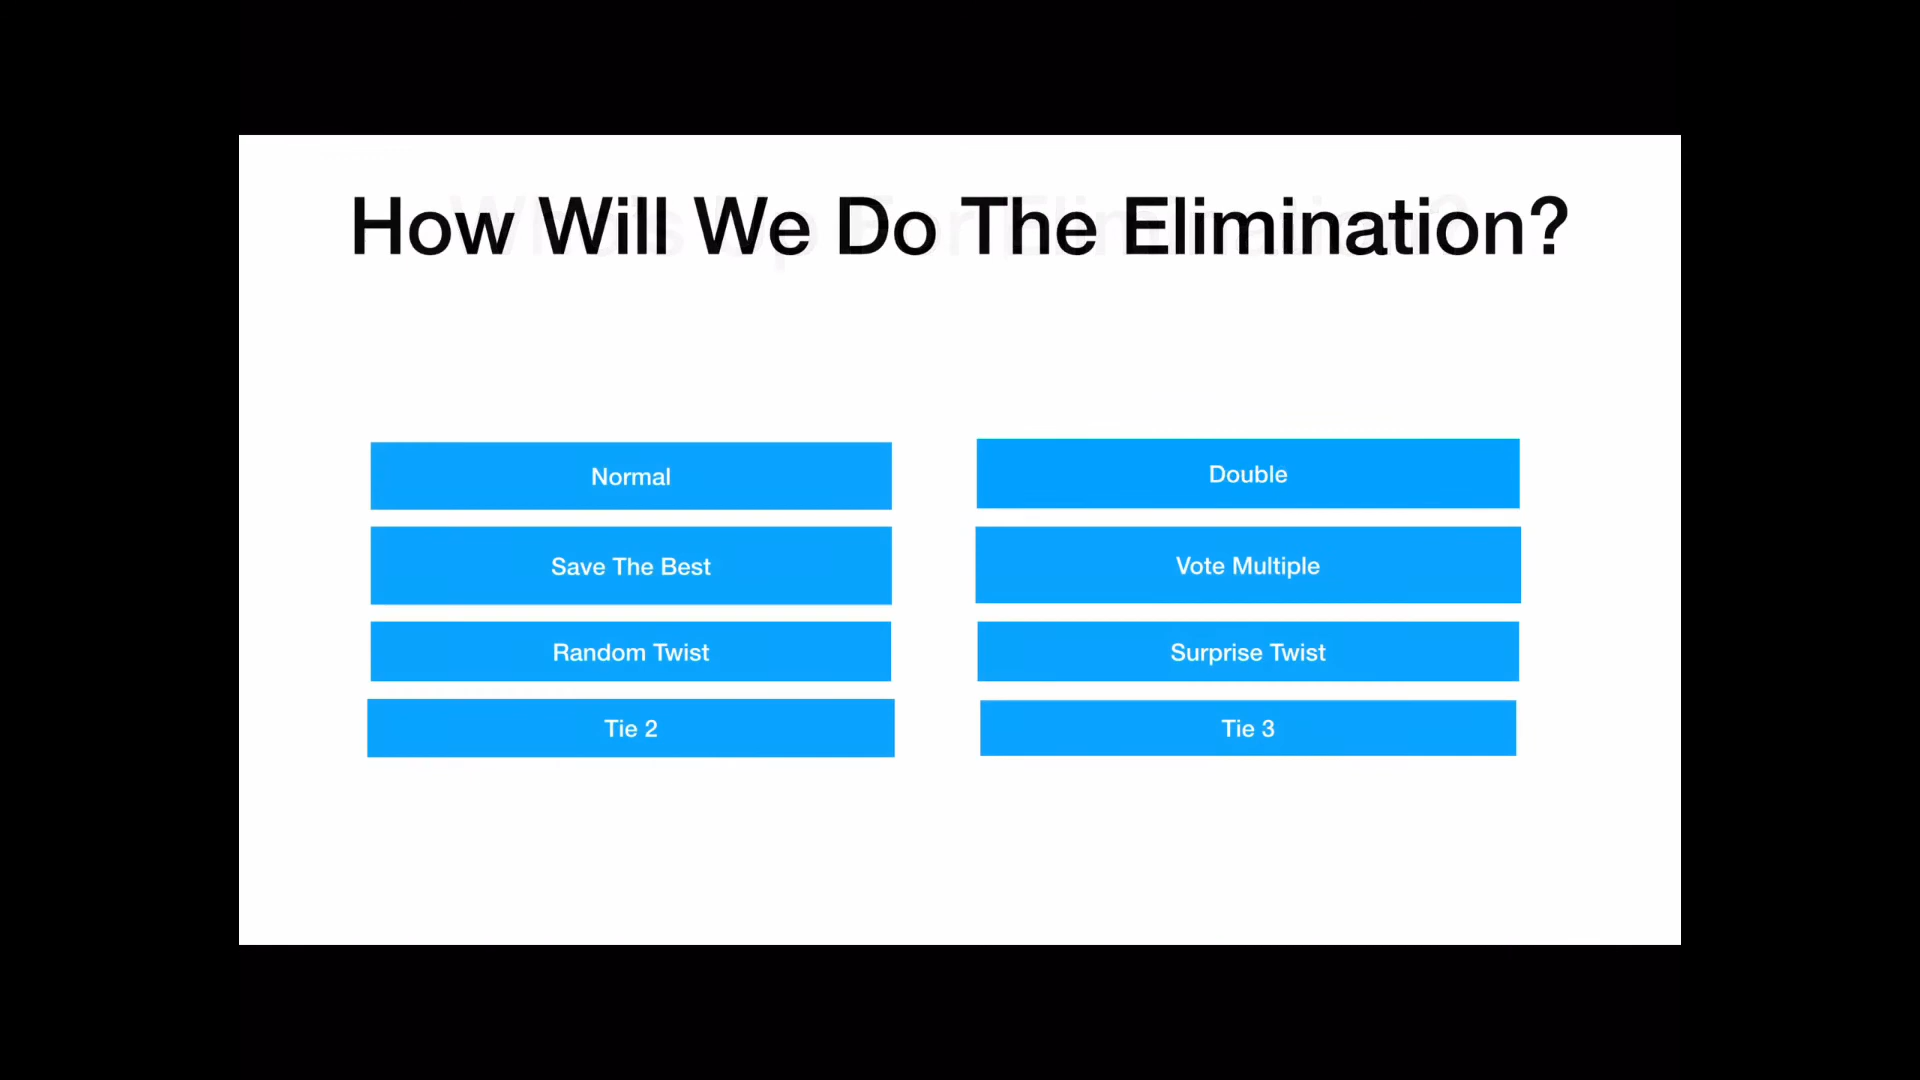 How Will We Do The Elimination?
Normal
Double
Save The Best
Vote Multiple
Random Twist
Surprise Twist
Tie 2
Tie 3